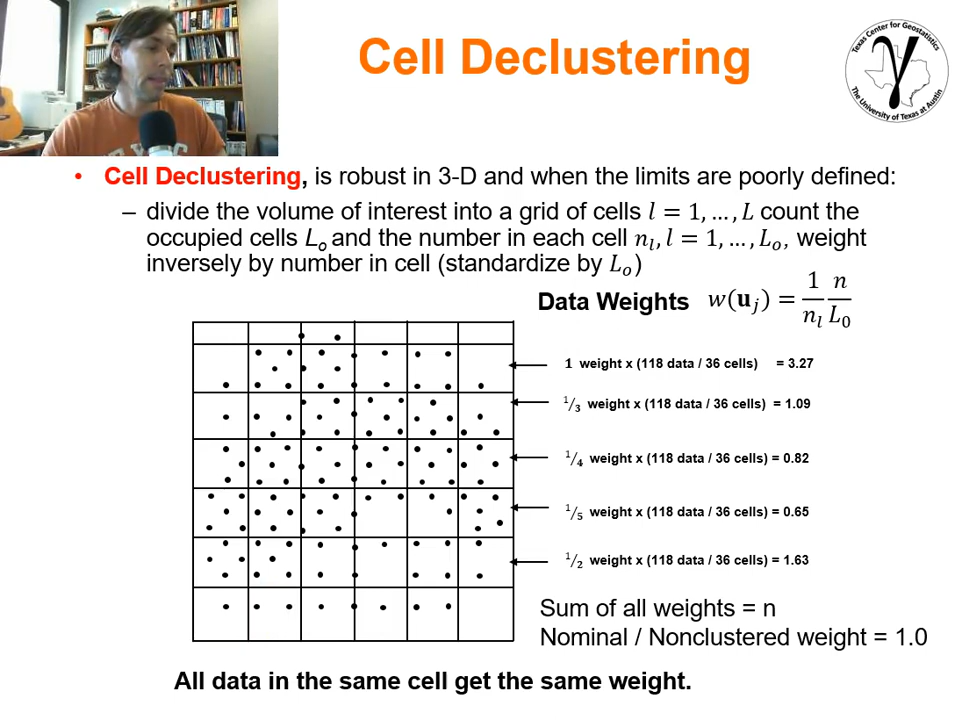 Cell Declustering
Texas Center for Geostatistics
γ
The University of Texas at Austin
• Cell Declustering, is robust in 3-D and when the limits are poorly defined:
– divide the volume of interest into a grid of cells l = 1, … , L count the
occupied cells Lₒ and the number in each cell nₗ, l = 1, … , Lₒ, weight
inversely by number in cell (standardize by Lₒ)
Data Weights w(uⱼ) = 1/nₗ n/L₀
1 weight x (118 data / 36 cells) = 3.27
1/3 weight x (118 data / 36 cells) = 1.09
1/4 weight x (118 data / 36 cells) = 0.82
1/5 weight x (118 data / 36 cells) = 0.65
1/2 weight x (118 data / 36 cells) = 1.63
Sum of all weights = n
Nominal / Nonclustered weight = 1.0
All data in the same cell get the same weight.